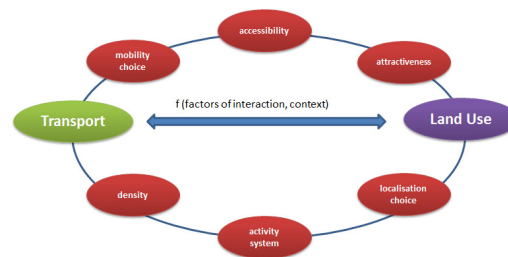 accessibility
mobility
choice
attractiveness
f (factors of interaction, context)
Transport
Land Use
density
localisation
choice
activity
system